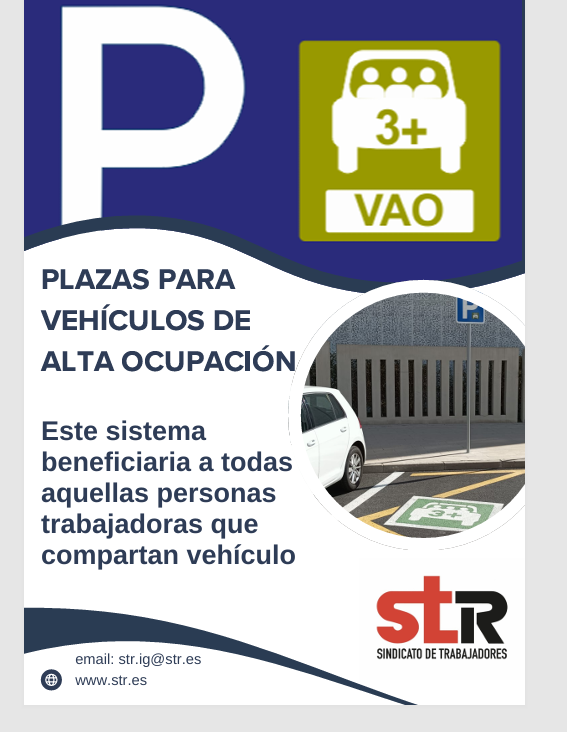 P
3+
VAO
PLAZAS PARA
VEHÍCULOS DE
ALTA OCUPACIÓN
P
3+
Este sistema
beneficiaria a todas
aquellas personas
trabajadoras que
compartan vehículo
str
SINDICATO DE TRABAJADORES
email: str.ig@str.es
www.str.es